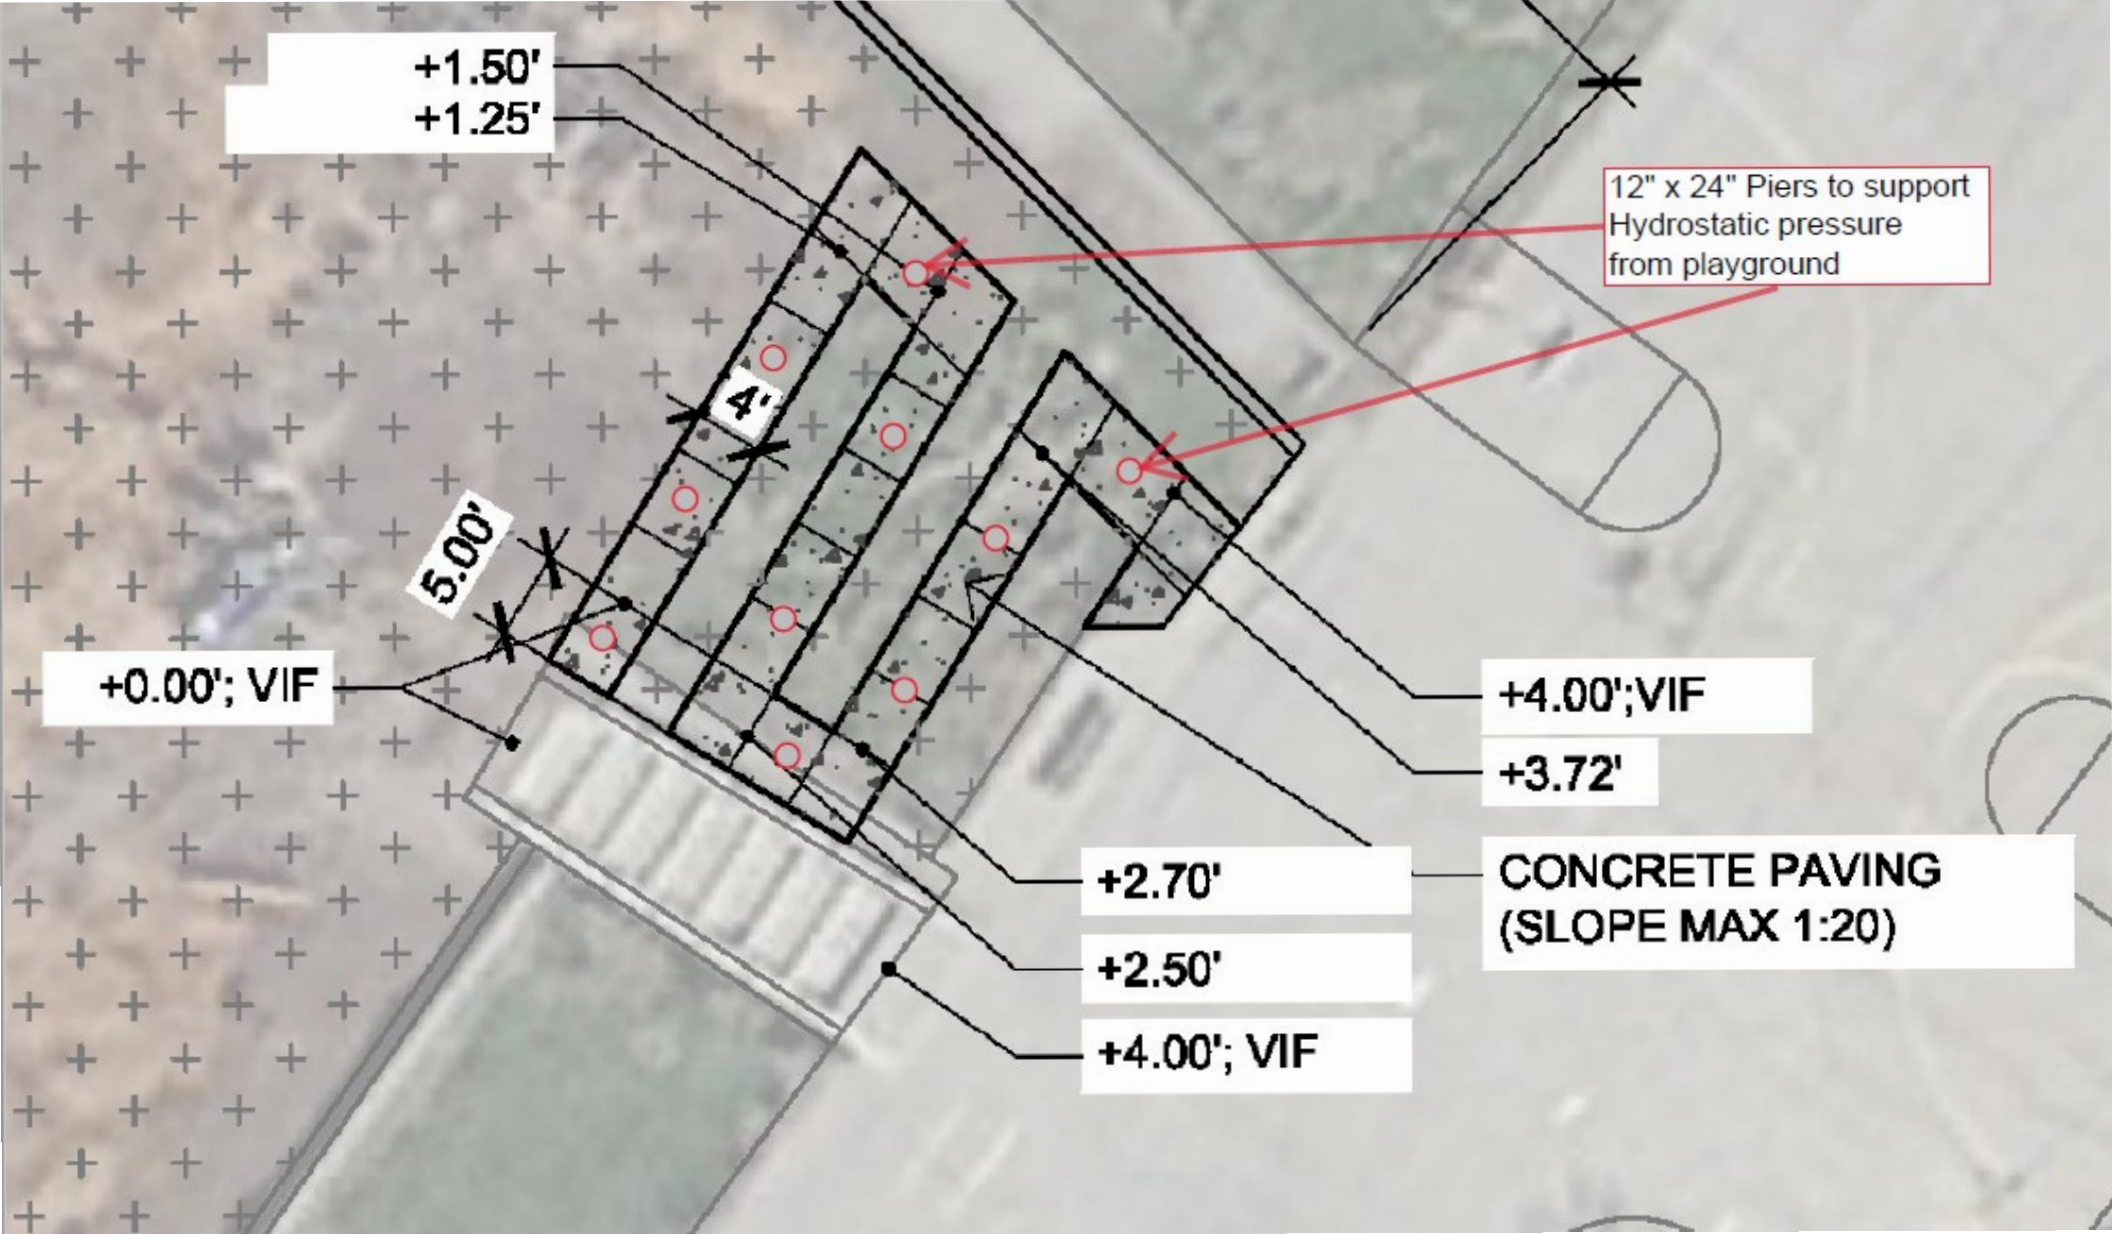 +1.50'
+1.25'
12" x 24" Piers to support
Hydrostatic pressure
from playground
4'
5.00'
+0.00'; VIF
+4.00';VIF
+3.72'
+2.70'
CONCRETE PAVING
(SLOPE MAX 1:20)
+2.50'
+4.00'; VIF